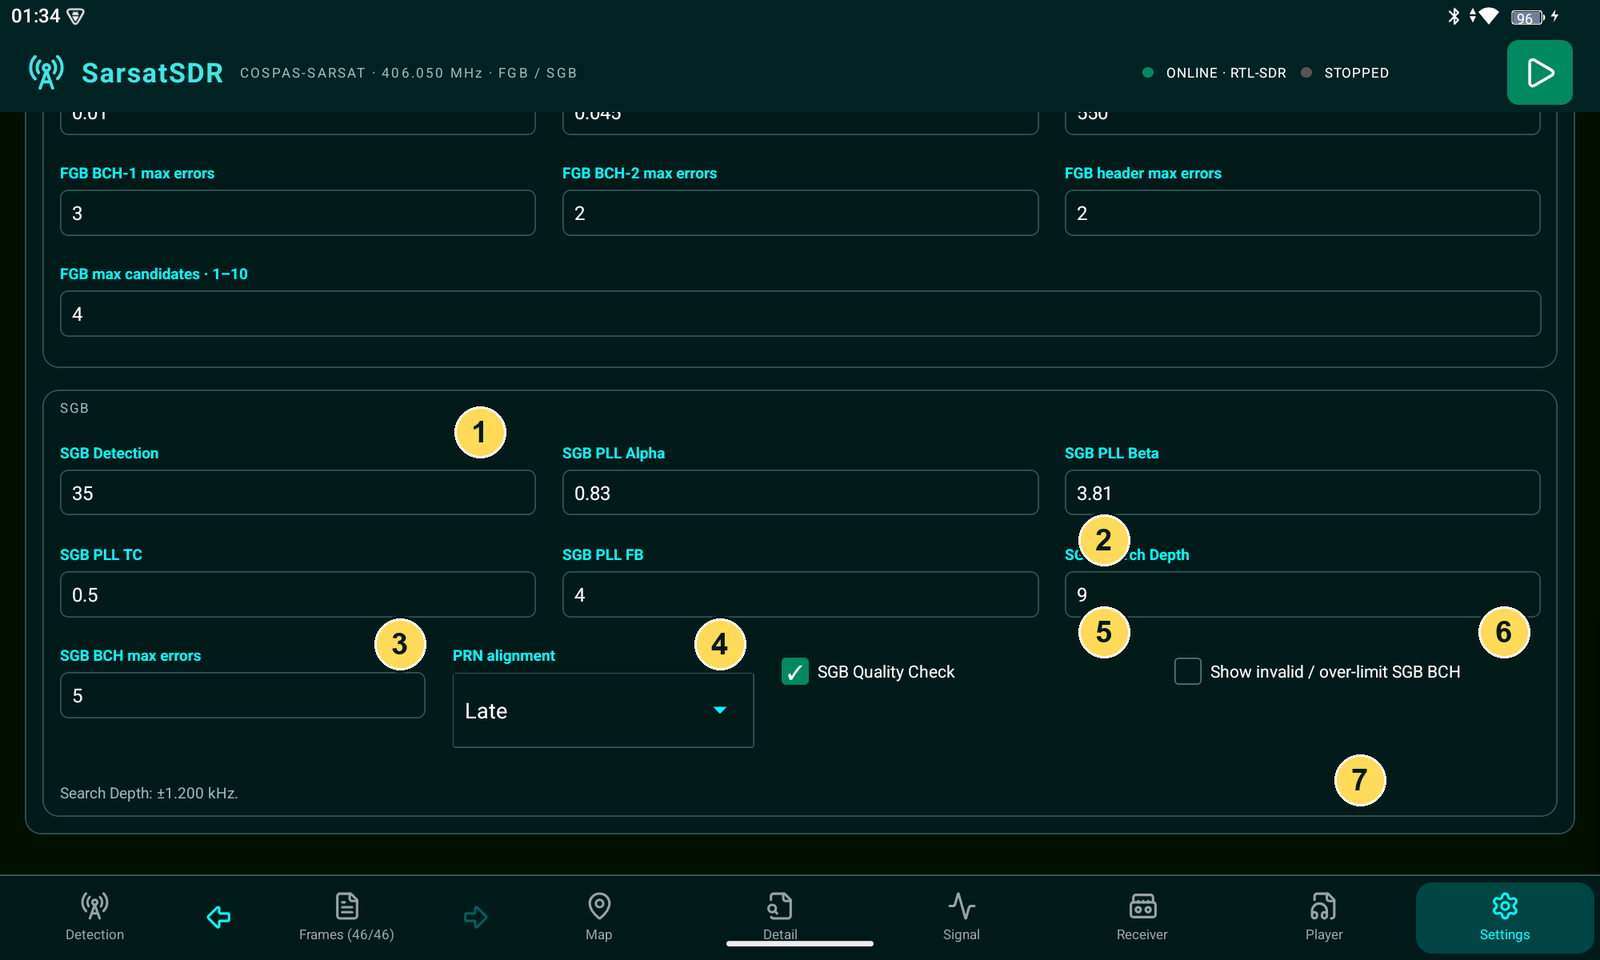 01:34
96
SarsatSDR COSPAS-SARSAT · 406.050 MHz · FGB / SGB
ONLINE · RTL-SDR STOPPED
0.01 0.045 550
FGB BCH-1 max errors FGB BCH-2 max errors FGB header max errors
3 2 2
FGB max candidates · 1–10
4
SGB
1
SGB Detection SGB PLL Alpha SGB PLL Beta
35 0.83 3.81
2
SGB PLL TC SGB PLL FB Depth
0.5 4 9
3 4 5 6
SGB BCH max errors PRN alignment
SGB Quality Check Show invalid / over-limit SGB BCH
5 Late
7
Search Depth: ±1.200 kHz.
Detection Frames (46/46) Map Detail Signal Receiver Player Settings